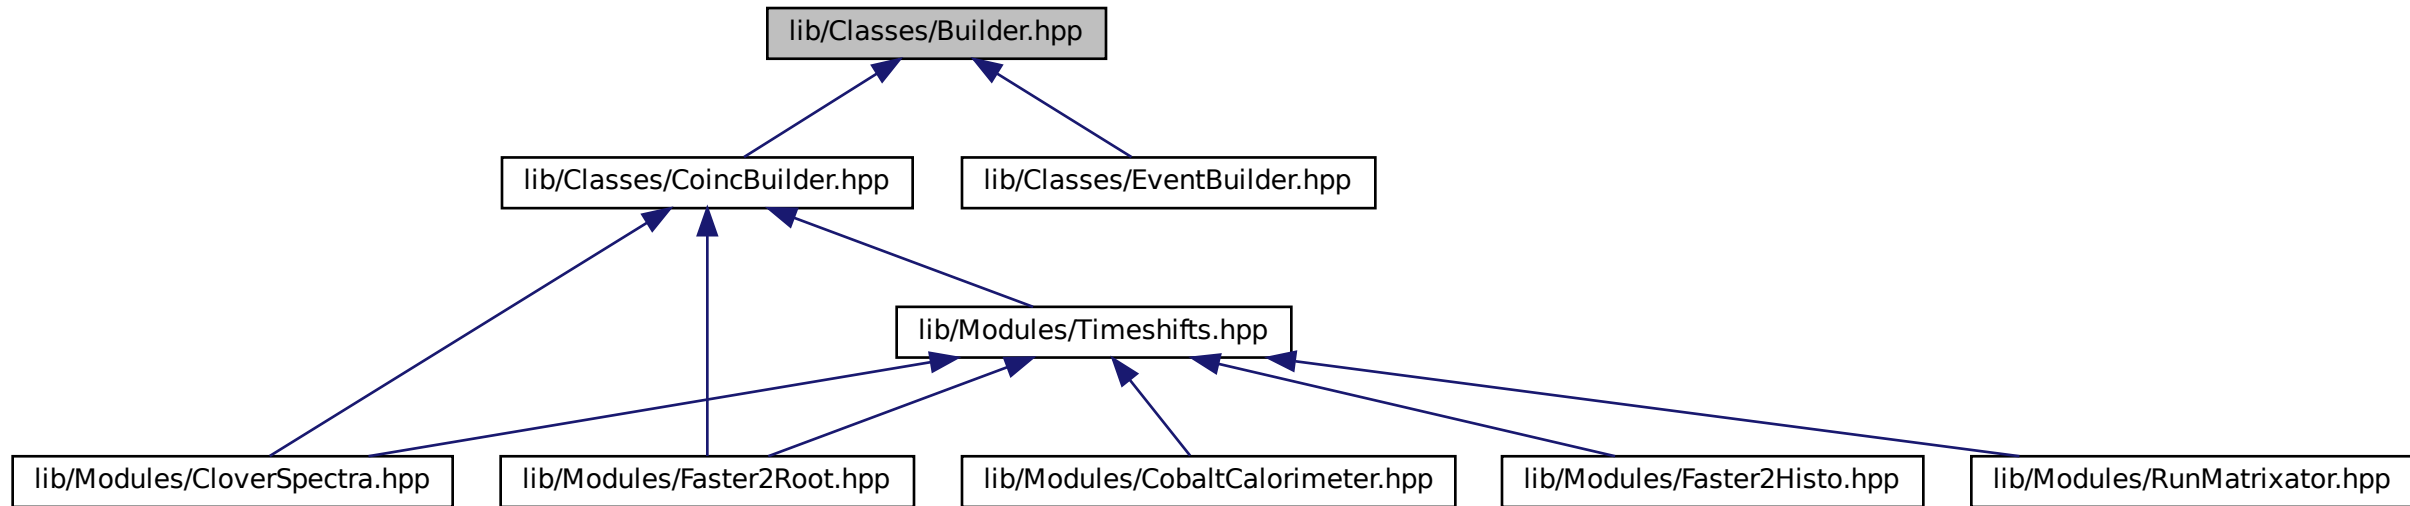 lib/Classes/Builder.hpp
lib/Classes/CoincBuilder.hpp
lib/Classes/EventBuilder.hpp
lib/Modules/Timeshifts.hpp
lib/Modules/CloverSpectra.hpp
lib/Modules/Faster2Root.hpp
lib/Modules/CobaltCalorimeter.hpp
lib/Modules/Faster2Histo.hpp
lib/Modules/RunMatrixator.hpp